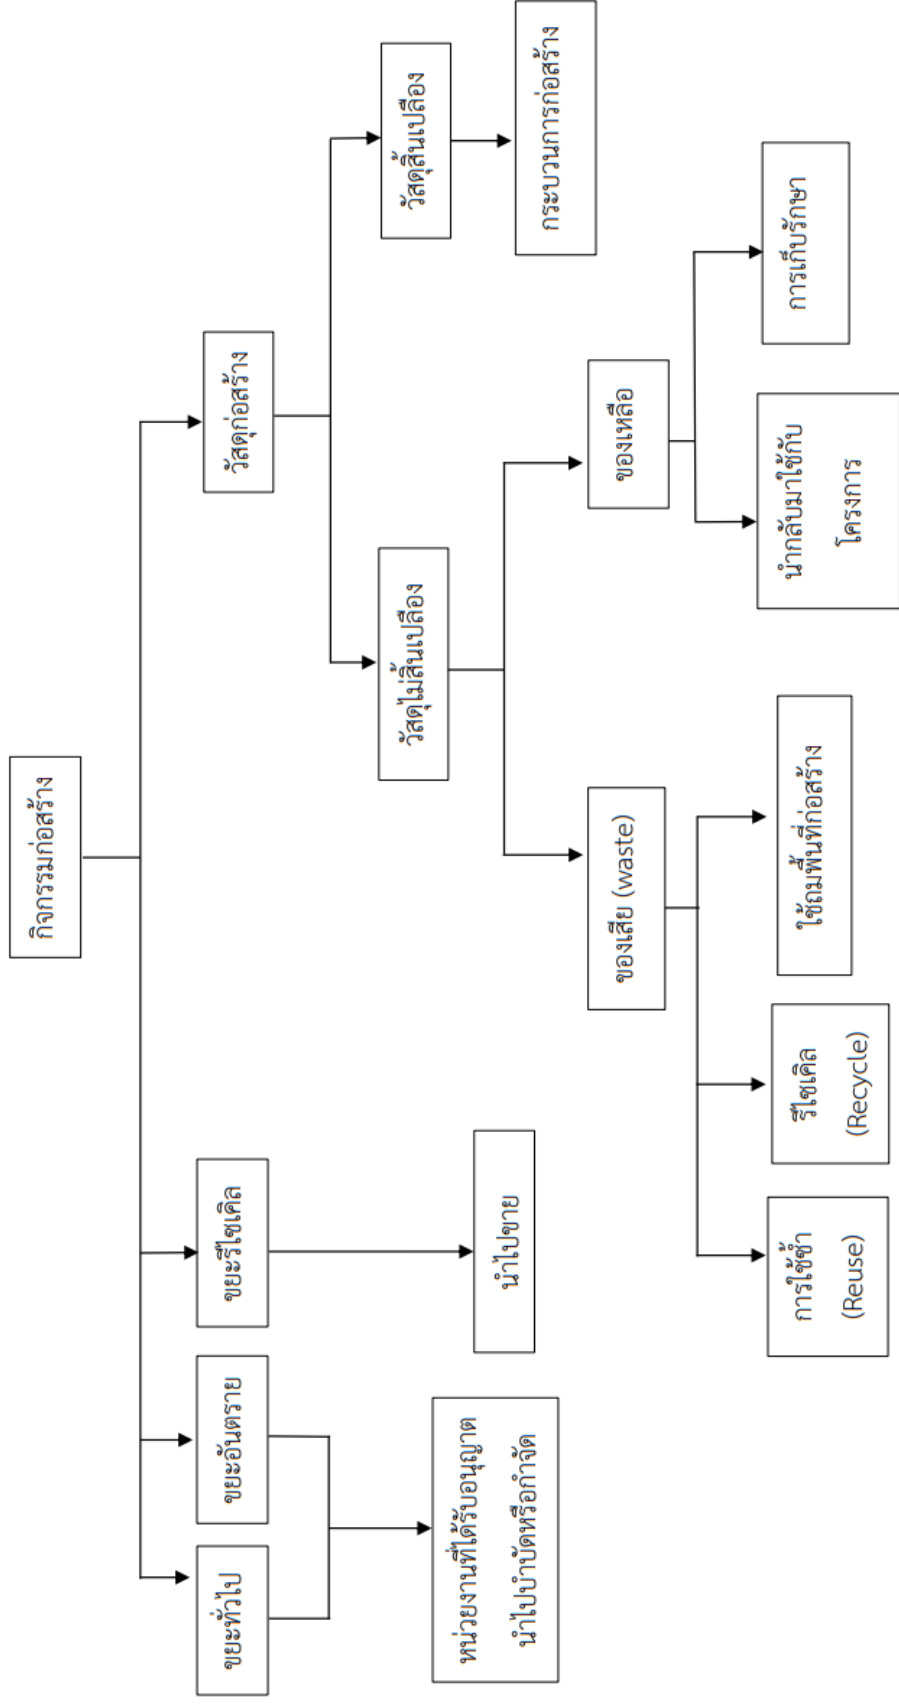 กิจกรรมก่อสร้าง
ขยะทั่วไป
ขยะอันตราย
ขยะรีไซเคิล
วัสดุก่อสร้าง
หน่วยงานที่ได้รับอนุญาต
นำไปบำบัดหรือกำจัด
นำไปขาย
วัสดุไม่สิ้นเปลือง
วัสดุสิ้นเปลือง
กระบวนการก่อสร้าง
ของเสีย (waste)
ของเหลือ
การใช้ซ้ำ
(Reuse)
รีไซเคิล
(Recycle)
ใช้ถมพื้นที่ก่อสร้าง
นำกลับมาใช้กับ
โครงการ
การเก็บรักษา